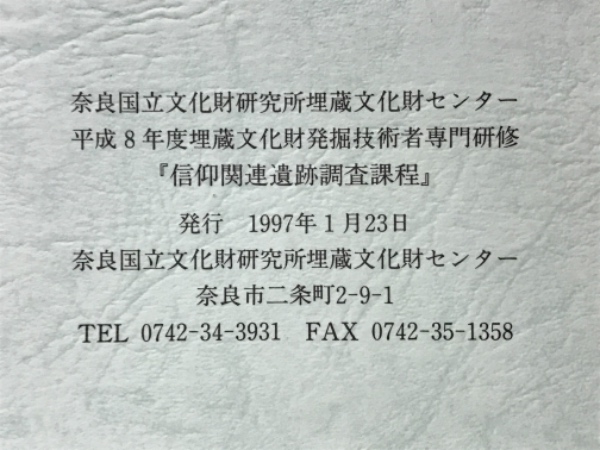 奈良国立文化財研究所埋蔵文化財センター
平成8年度埋蔵文化財発掘技術者専門研修
『信仰関連遺跡調査課程』
発行　1997年1月23日
奈良国立文化財研究所埋蔵文化財センター
奈良市二条町2-9-1
TEL 0742-34-3931　FAX 0742-35-1358